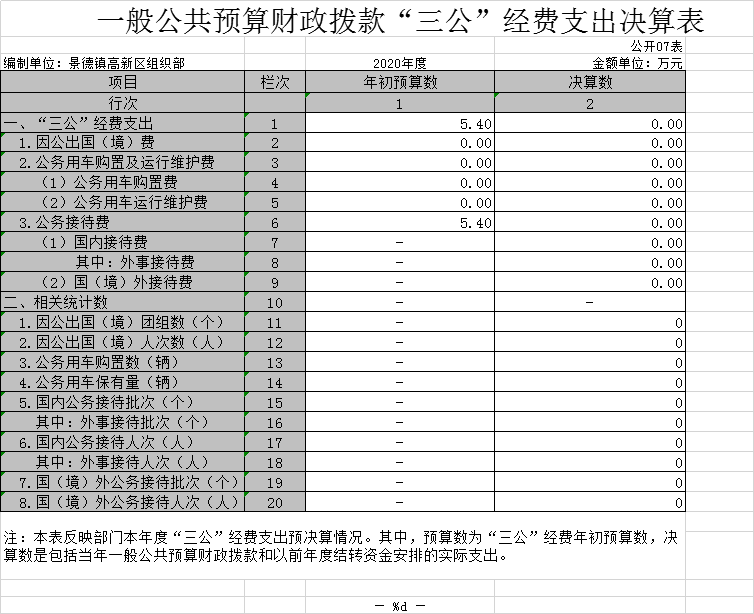 一般公共预算财政拨款“三公”经费支出决算表
公开07表
编制单位：景德镇高新区组织部 2020年度 金额单位：万元
项目 栏次 年初预算数 决算数
行次 1 2
一、“三公”经费支出 1 5.40 0.00
1.因公出国（境）费 2 0.00 0.00
2.公务用车购置及运行维护费 3 0.00 0.00
（1）公务用车购置费 4 0.00 0.00
（2）公务用车运行维护费 5 0.00 0.00
3.公务接待费 6 5.40 0.00
（1）国内接待费 7 — 0.00
其中：外事接待费 8 — 0.00
（2）国（境）外接待费 9 — 0.00
二、相关统计数 10 — —
1.因公出国（境）团组数（个） 11 — 0
2.因公出国（境）人次数（人） 12 — 0
3.公务用车购置数（辆） 13 — 0
4.公务用车保有量（辆） 14 — 0
5.国内公务接待批次（个） 15 — 0
其中：外事接待批次（个） 16 — 0
6.国内公务接待人次（人） 17 — 0
其中：外事接待人次（人） 18 — 0
7.国（境）外公务接待批次（个） 19 — 0
8.国（境）外公务接待人次（人） 20 — 0
注：本表反映部门本年度“三公”经费支出预决算情况。其中，预算数为“三公”经费年初预算数，决
算数是包括当年一般公共预算财政拨款和以前年度结转资金安排的实际支出。
— %d —